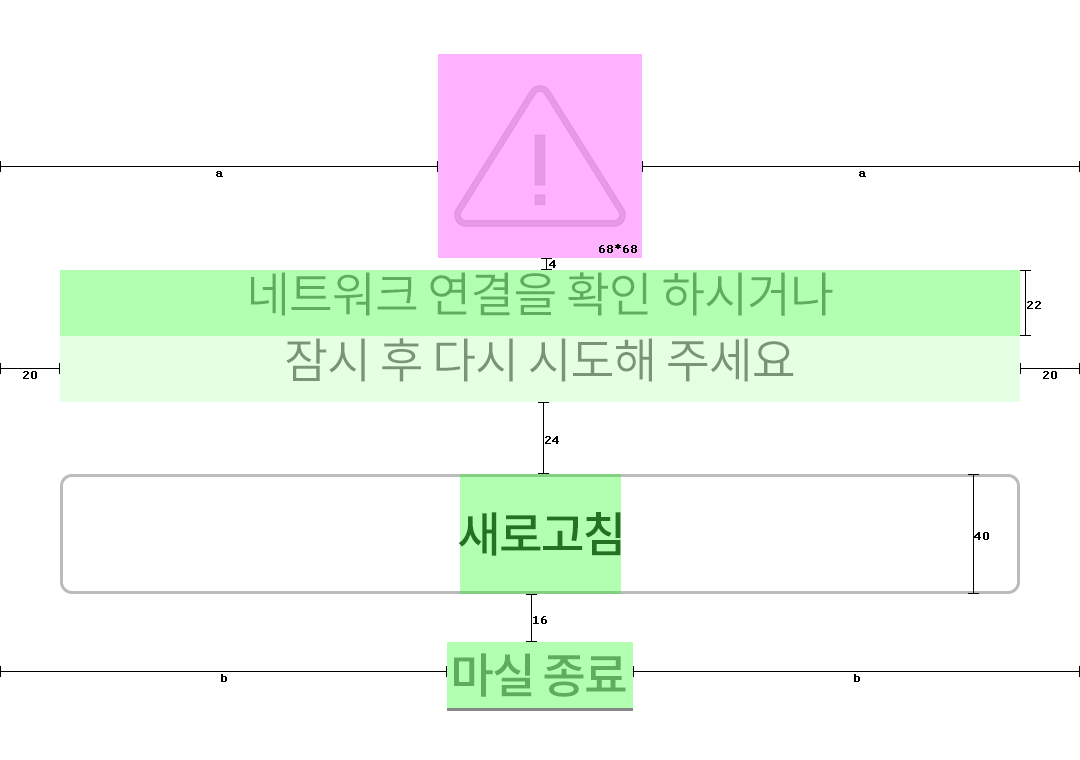 a
a
68*68
4
네트워크 연결을 확인 하시거나
22
잠시 후 다시 시도해 주세요
20
20
24
새로고침
40
16
마실 종료
b
b